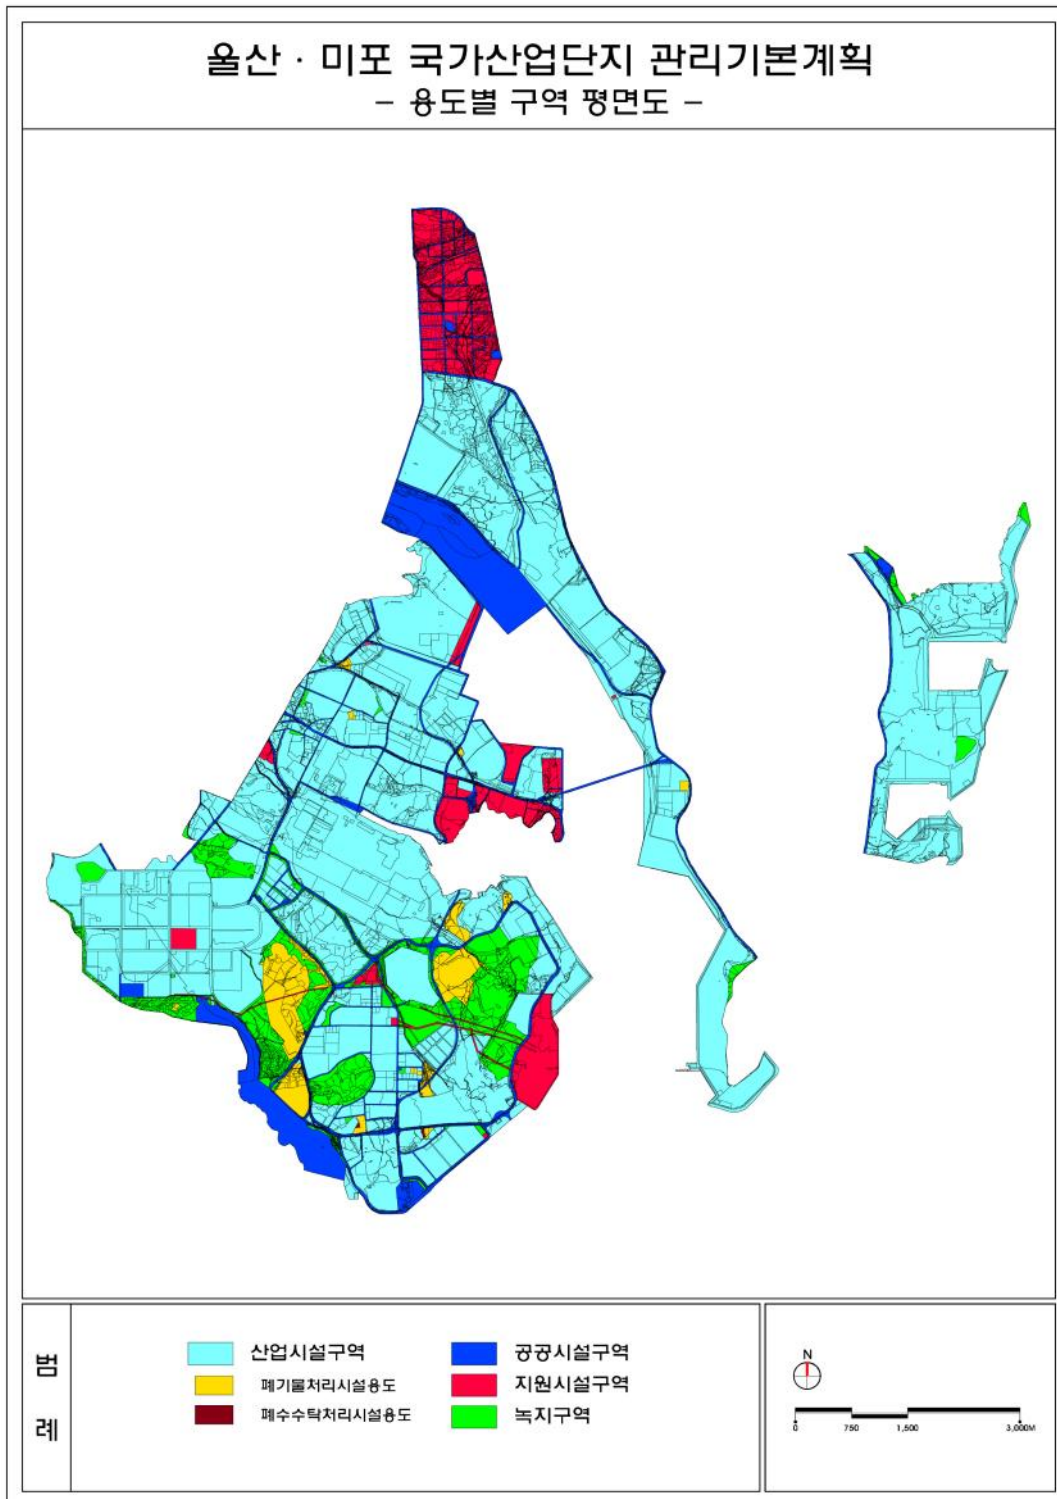 울산 · 미포 국가산업단지 관리기본계획
- 용도별 구역 평면도 -
범
례
산업시설구역
폐기물처리시설용도
폐수수탁처리시설용도
공공시설구역
지원시설구역
녹지구역
N
0 750 1,500 3,000M